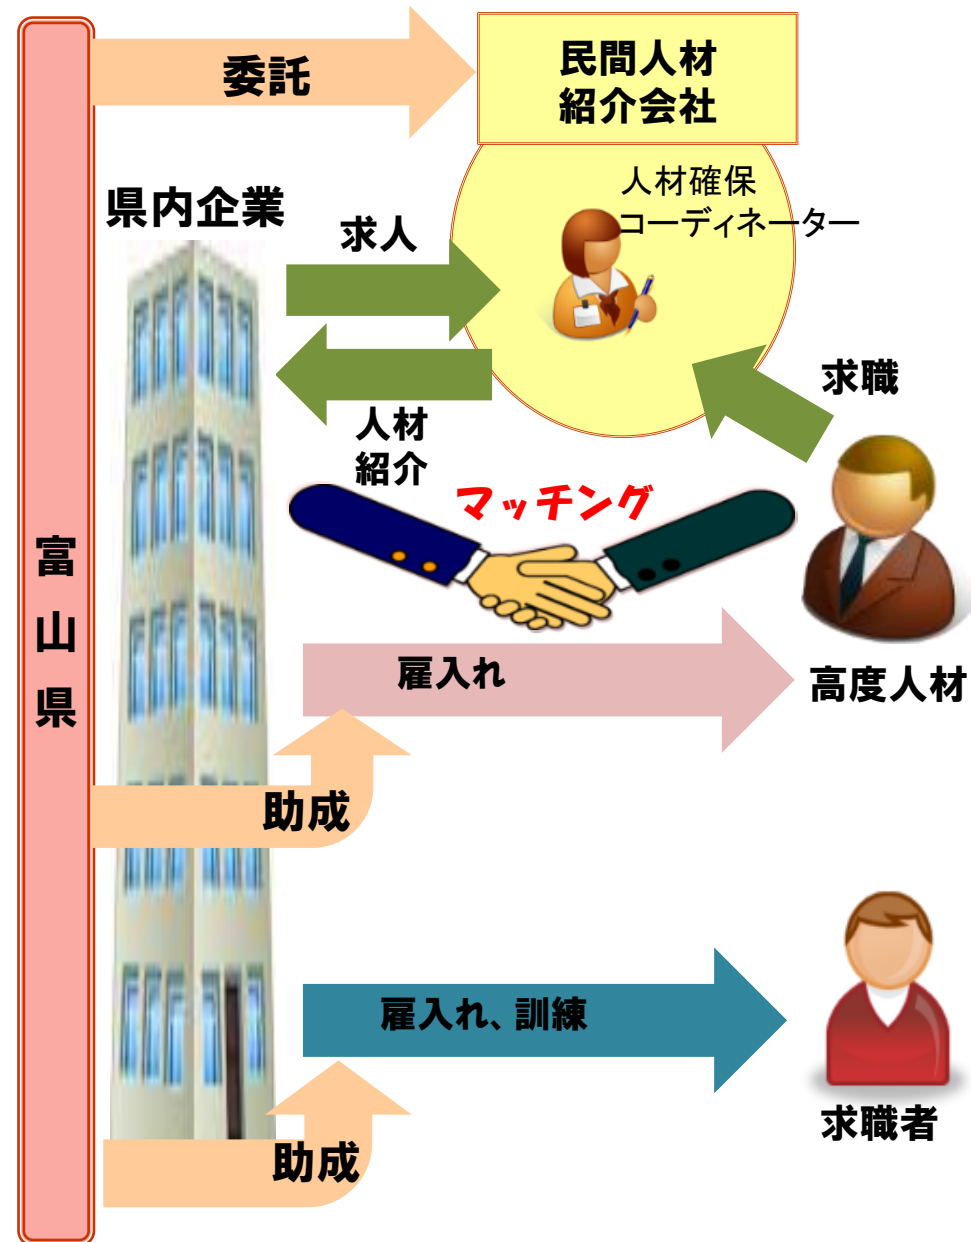 委託
民間人材
紹介会社
人材確保
コーディネーター
県内企業
求人
求職
人材
紹介
マッチング
富山県
雇入れ
高度人材
助成
雇入れ、訓練
求職者
助成